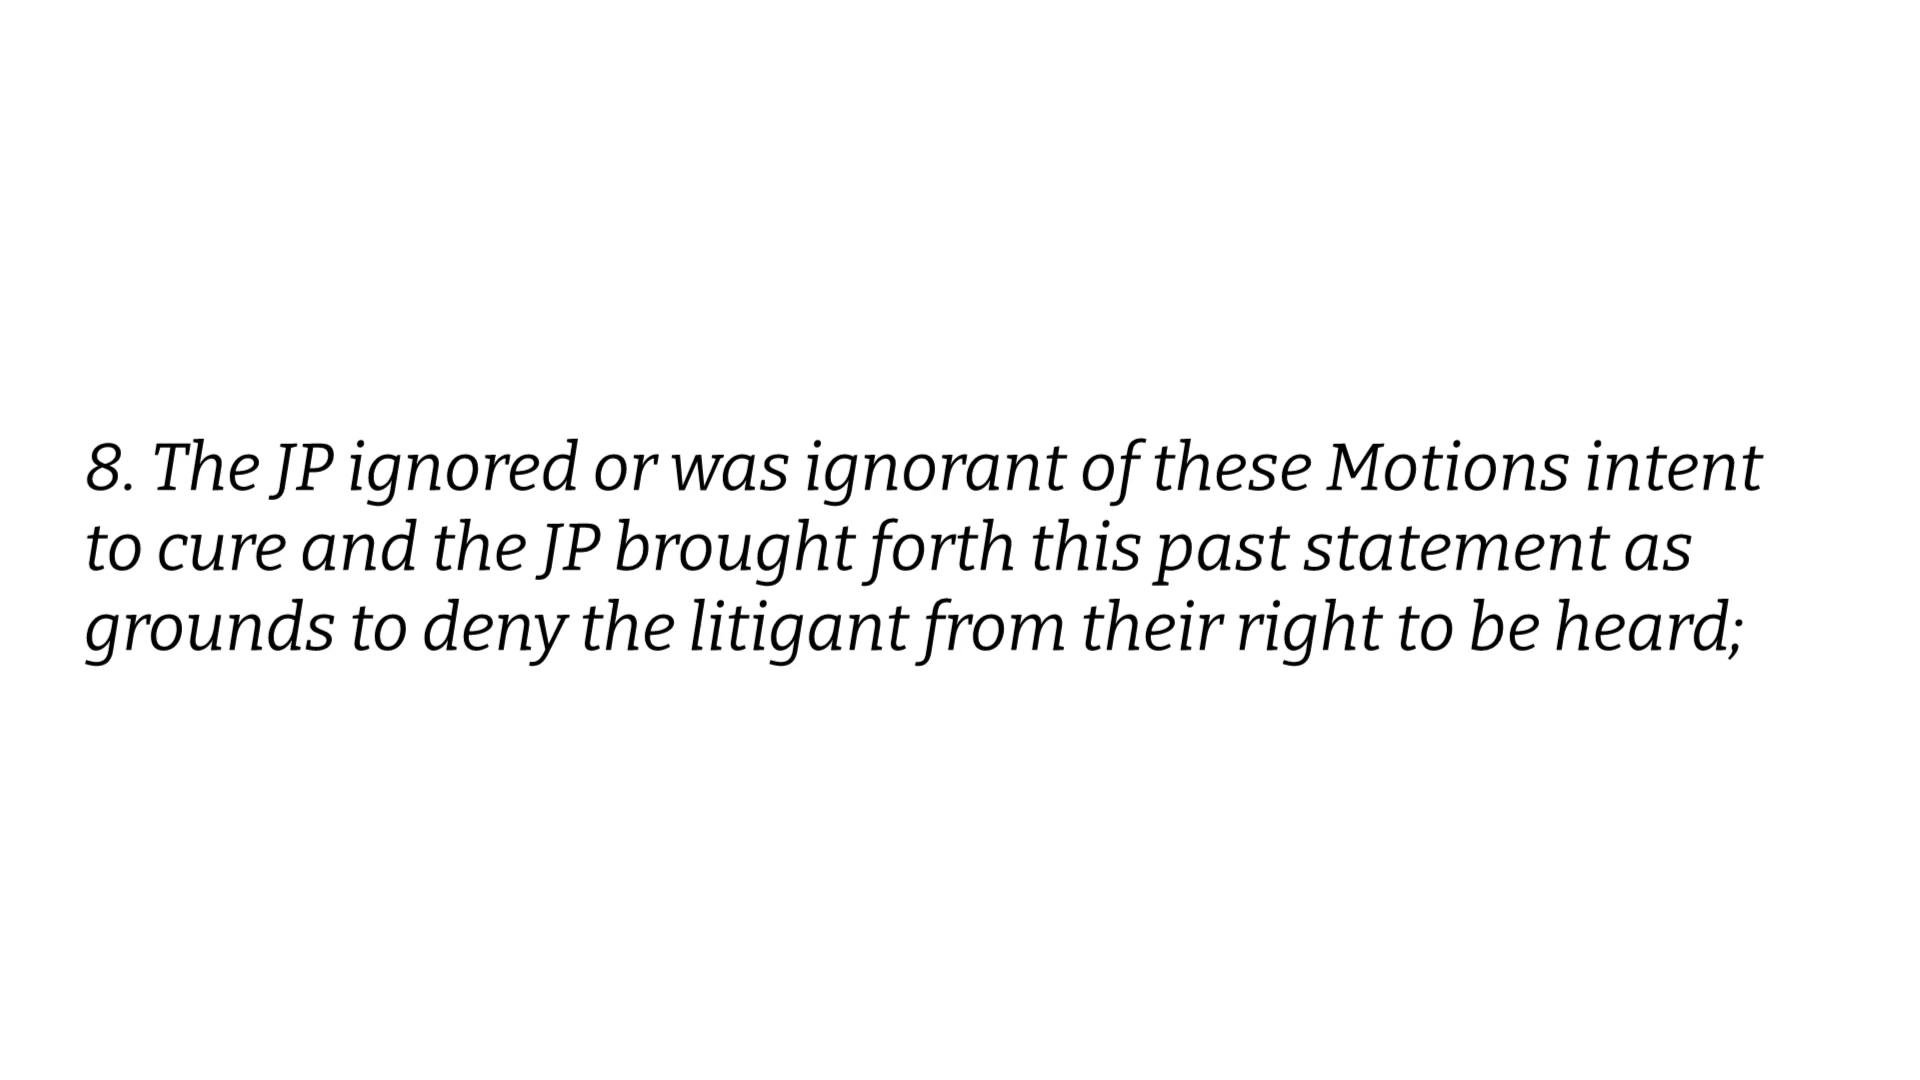 8. The JP ignored or was ignorant of these Motions intent
to cure and the JP brought forth this past statement as
grounds to deny the litigant from their right to be heard;